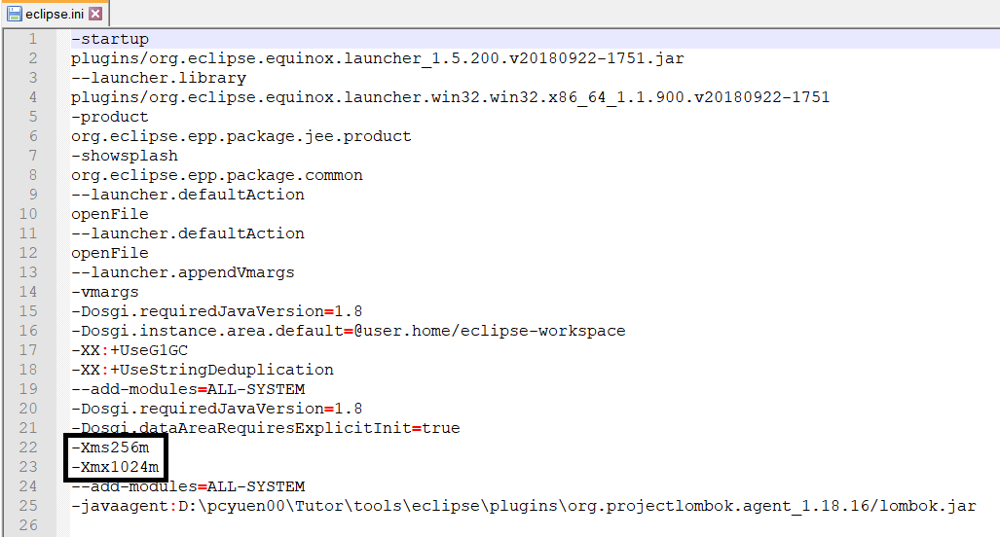 eclipse.ini
1 -startup
2 plugins/org.eclipse.equinox.launcher_1.5.200.v20180922-1751.jar
3 --launcher.library
4 plugins/org.eclipse.equinox.launcher.win32.win32.x86_64_1.1.900.v20180922-1751
5 -product
6 org.eclipse.epp.package.jee.product
7 -showsplash
8 org.eclipse.epp.package.common
9 --launcher.defaultAction
10 openFile
11 --launcher.defaultAction
12 openFile
13 --launcher.appendVmargs
14 -vmargs
15 -Dosgi.requiredJavaVersion=1.8
16 -Dosgi.instance.area.default=@user.home/eclipse-workspace
17 -XX:+UseG1GC
18 -XX:+UseStringDeduplication
19 --add-modules=ALL-SYSTEM
20 -Dosgi.requiredJavaVersion=1.8
21 -Dosgi.dataAreaRequiresExplicitInit=true
22 -Xms256m
23 -Xmx1024m
24 --add-modules=ALL-SYSTEM
25 -javaagent:D:\pcyuen00\Tutor\tools\eclipse\plugins\org.projectlombok.agent_1.18.16/lombok.jar
26